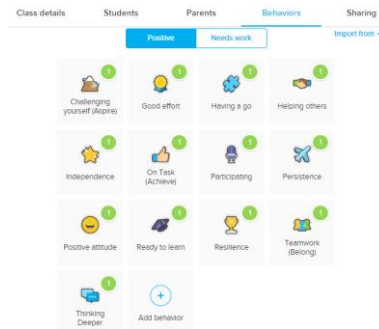 Class details Students Parents Behaviors Sharing
Positive Needs work Import from
1 1 1 1
Challenging yourself (Aspire) Good effort Having a go Helping others
1 1 1 1
Independence On Task (Achieve) Participating Persistence
1 1 1 1
Positive attitude Ready to learn Resilience Teamwork (Belong)
1
Thinking Deeper Add behavior